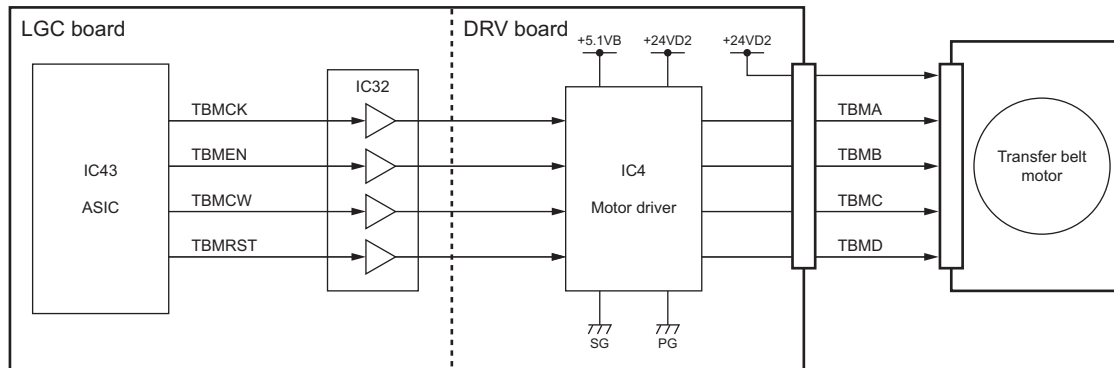 LGC board
DRV board
+5.1VB
+24VD2
+24VD2
IC32
TBMCK
TBMEN
TBMCW
TBMRST
IC43
ASIC
IC4
Motor driver
TBMA
TBMB
TBMC
TBMD
Transfer belt
motor
SG
PG